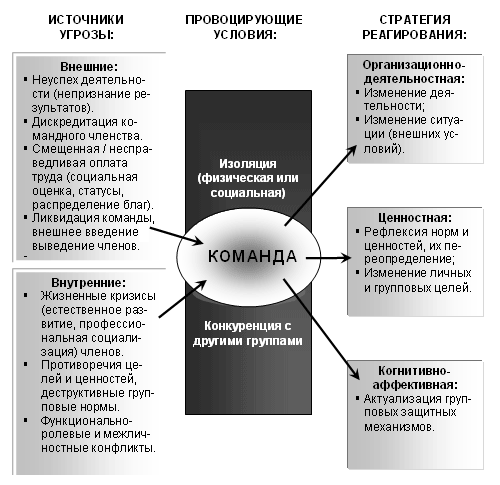 ИСТОЧНИКИ
УГРОЗЫ:
Внешние:
▪ Неуспех деятельно-
сти (непризнание ре-
зультатов).
▪ Дискредитация ко-
мандного членства.
▪ Смещенная / неспра-
ведливая оплата
труда (социальная
оценка, статусы,
распределение благ).
▪ Ликвидация команды,
внешнее введение
выведение членов.
Внутренние:
▪ Жизненные кризисы
(естественное раз-
витие, профессио-
нальная социали-
зация) членов.
▪ Противоречия це-
лей и ценностей,
деструктивные груп-
повые нормы.
▪ Функционально-
ролевые и межлич-
ностные конфликты.
ПРОВОЦИРУЮЩИЕ
УСЛОВИЯ:
Изоляция
(физическая или
социальная)
КОМАНДА
Конкуренция с
другими группами
СТРАТЕГИЯ
РЕАГИРОВАНИЯ:
Организационно-
деятельностная:
▪ Изменение дея-
тельности;
▪ Изменение ситуа-
ции (внешних ус-
ловий).
Ценностная:
▪ Рефлексия норм и
ценностей, их пе-
реопределение;
▪ Изменение личных
и групповых целей.
Когнитивно-
аффективная:
▪ Актуализация груп-
повых защитных
механизмов.